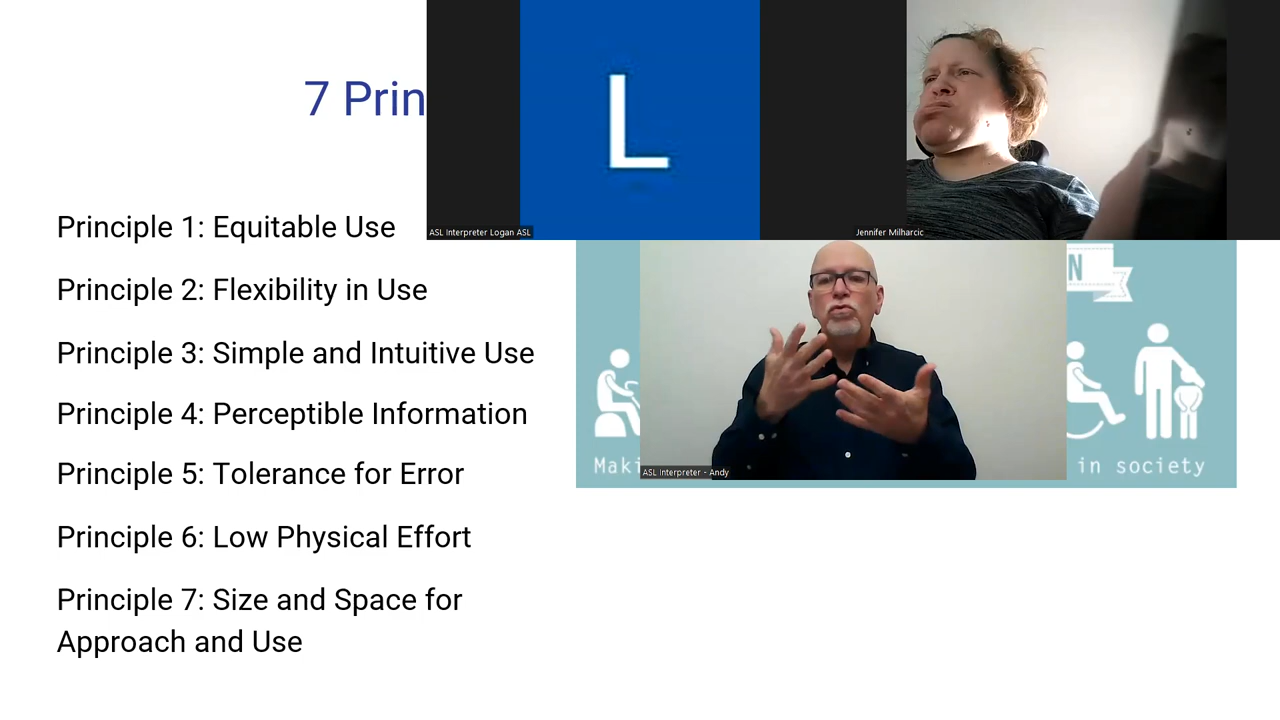 7 Prin
L
ASL Interpreter Logan ASL
Jennifer Milharcic
Principle 1: Equitable Use
Principle 2: Flexibility in Use
Principle 3: Simple and Intuitive Use
Principle 4: Perceptible Information
Principle 5: Tolerance for Error
Principle 6: Low Physical Effort
Principle 7: Size and Space for
Approach and Use
N
ASL Interpreter - Andy
Maki
in society